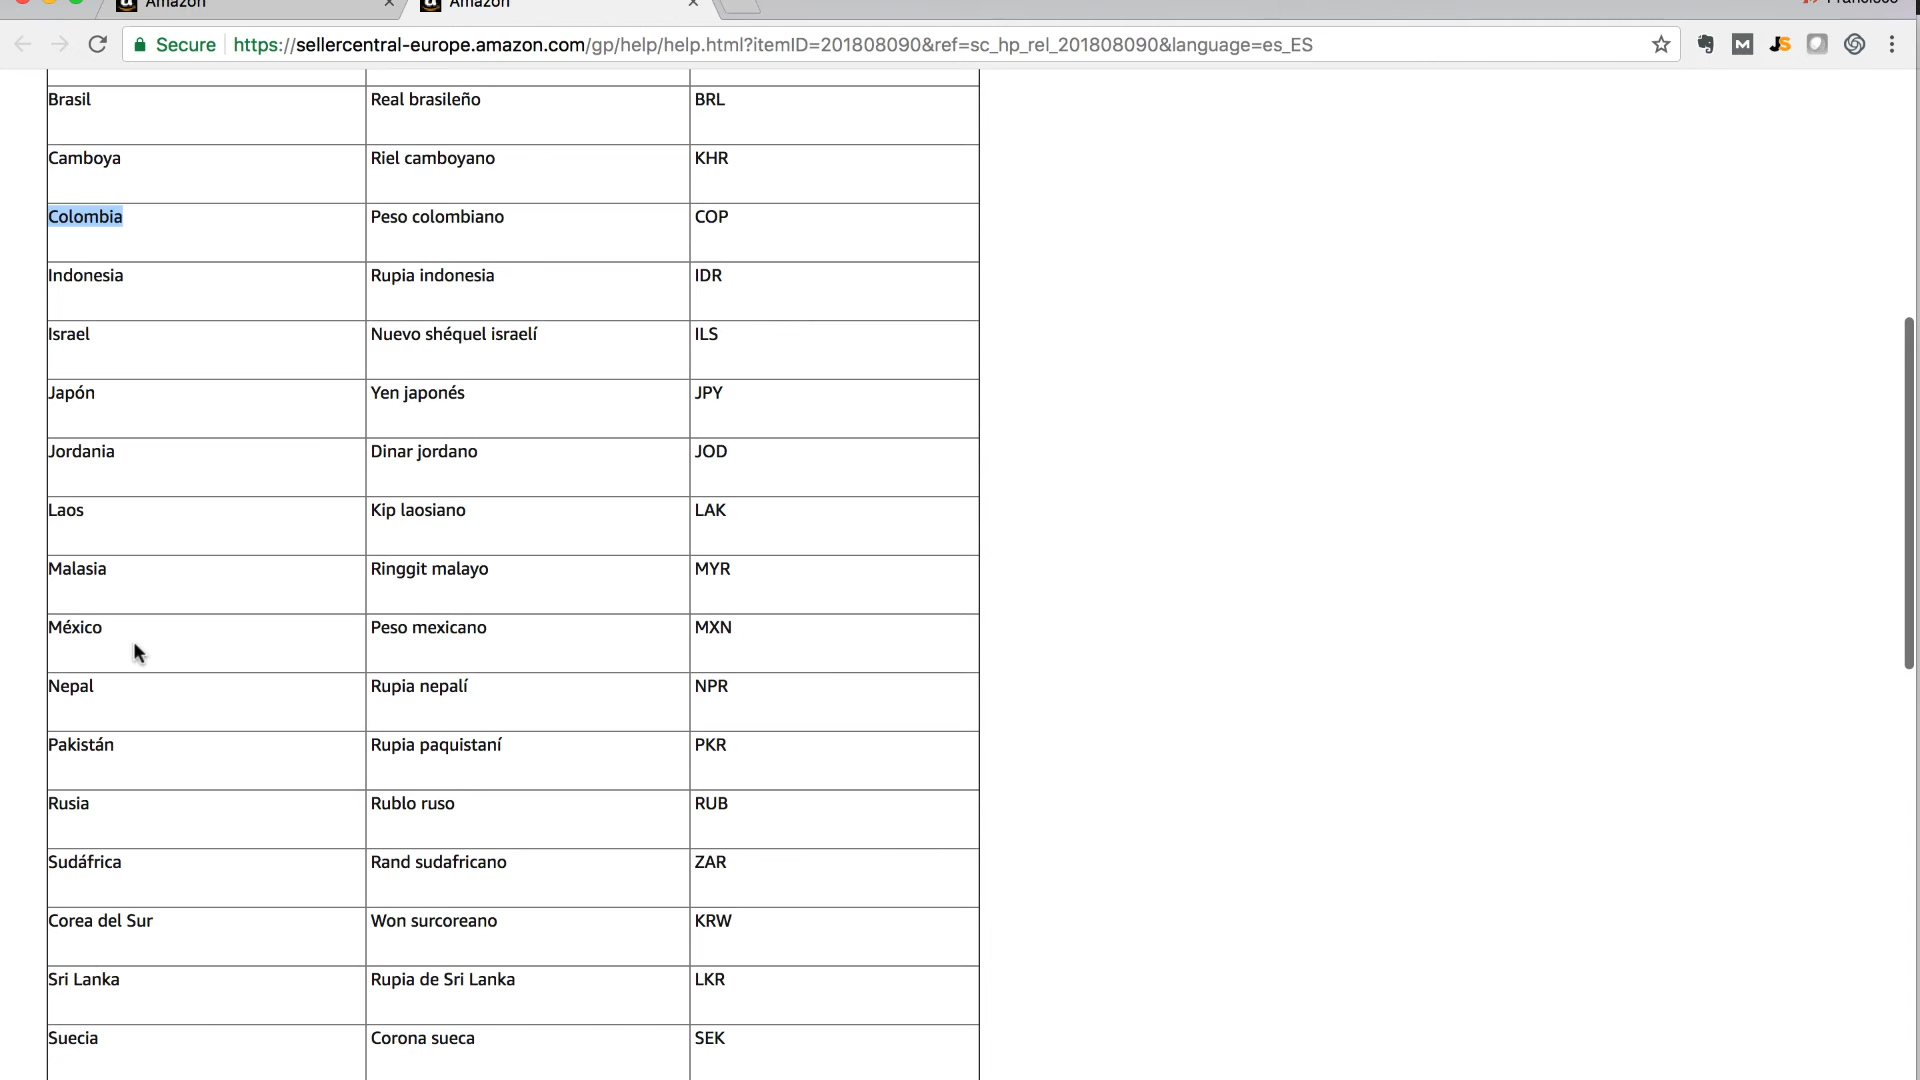 Amazon
Amazon
Francisco
Secure https://sellercentral-europe.amazon.com/gp/help/help.html?itemID=201808090&ref=sc_hp_rel_201808090&language=es_ES
Brasil Real brasileño BRL
Camboya Riel camboyano KHR
Colombia Peso colombiano COP
Indonesia Rupia indonesia IDR
Israel Nuevo shéquel israelí ILS
Japón Yen japonés JPY
Jordania Dinar jordano JOD
Laos Kip laosiano LAK
Malasia Ringgit malayo MYR
México Peso mexicano MXN
Nepal Rupia nepalí NPR
Pakistán Rupia paquistaní PKR
Rusia Rublo ruso RUB
Sudáfrica Rand sudafricano ZAR
Corea del Sur Won surcoreano KRW
Sri Lanka Rupia de Sri Lanka LKR
Suecia Corona sueca SEK